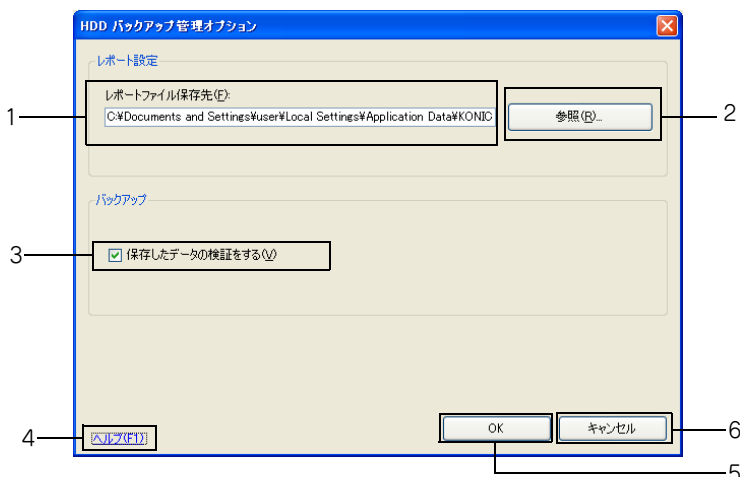 HDD バックアップ管理オプション
レポート設定
レポートファイル保存先(F):
1
C:¥Documents and Settings¥user¥Local Settings¥Application Data¥KONIC
参照(R)...
2
バックアップ
3
保存したデータの検証をする(V)
4
ヘルプ(F1)
OK
キャンセル
6
5